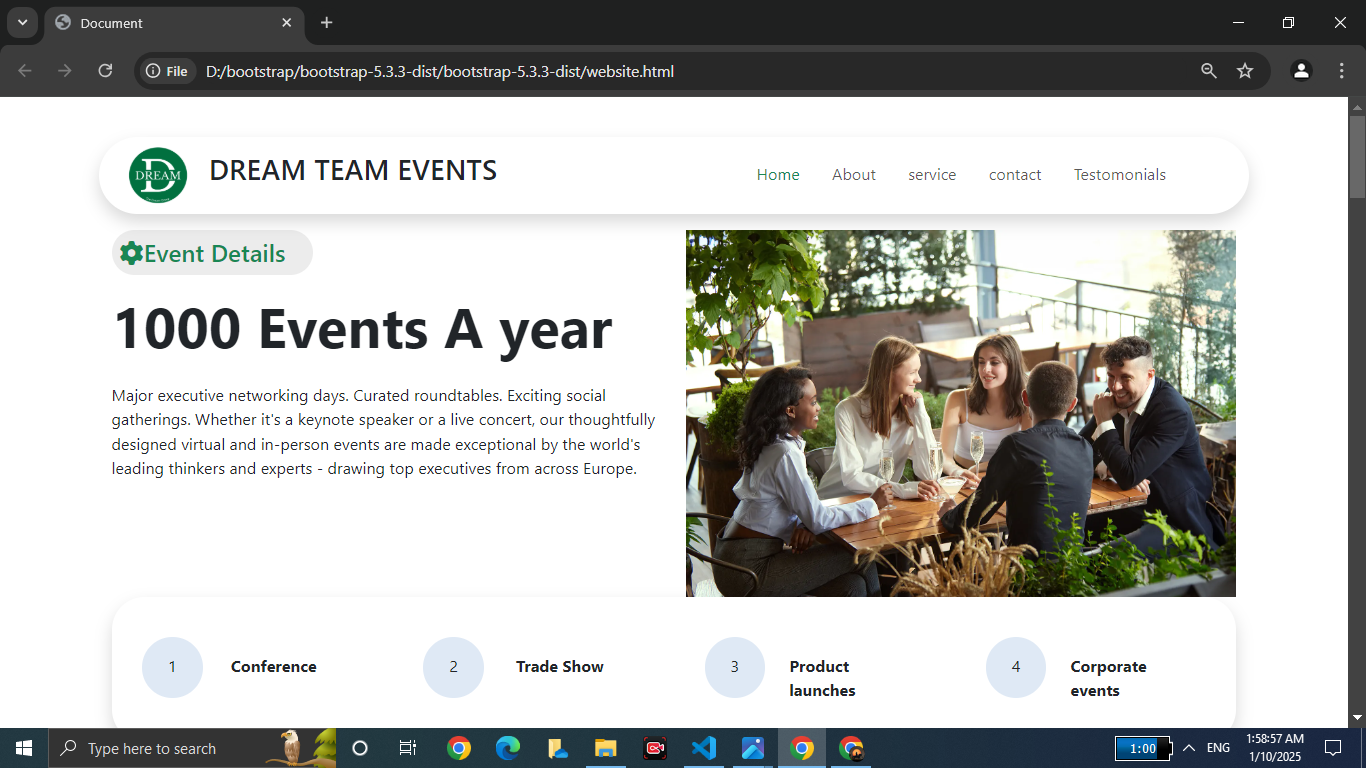 Document
File D:/bootstrap/bootstrap-5.3.3-dist/bootstrap-5.3.3-dist/website.html
D
DREAM
DREAM TEAM EVENTS
Home About service contact Testomonials
Event Details
1000 Events A year
Major executive networking days. Curated roundtables. Exciting social
gatherings. Whether it's a keynote speaker or a live concert, our thoughtfully
designed virtual and in-person events are made exceptional by the world's
leading thinkers and experts - drawing top executives from across Europe.
1 Conference 2 Trade Show 3 Product 4 Corporate
launches events
Type here to search
1:00 ENG 1:58:57 AM
1/10/2025